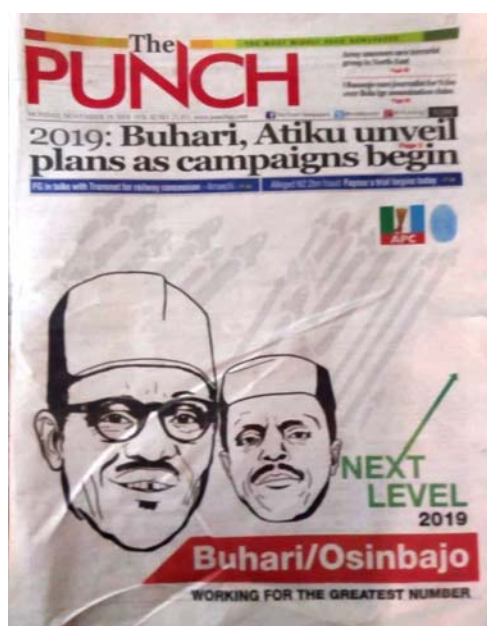 The
PUNCH
THE MOST WIDELY READ NEWSPAPER
2019: Buhari, Atiku unveil
plans as campaigns begin
FG in talks with Transnet for railway concession
Alleged N2.2bn fraud: Fayose's trial begins today
APC
NEXT
LEVEL
2019
Buhari/Osinbajo
WORKING FOR THE GREATEST NUMBER